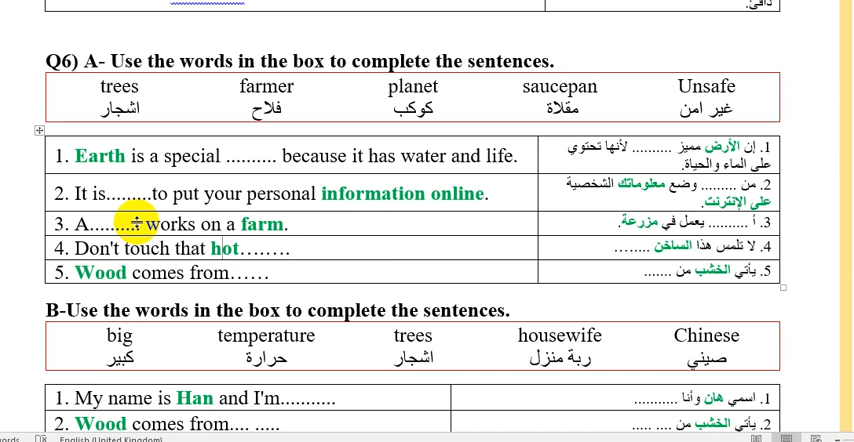 دافئ.
Q6) A- Use the words in the box to complete the sentences.
trees farmer planet saucepan Unsafe
اشجار فلاح كوكب مقلاة غير امن
1. Earth is a special .......... because it has water and life.
1. إن الأرض مميز .......... لأنها تحتوي
على الماء والحياة.
2. It is.........to put your personal information online.
2. من ......... وضع معلوماتك الشخصية
على الإنترنت.
3. A.......... works on a farm.
3. أ .......... يعمل في مزرعة.
4. Don't touch that hot........
4. لا تلمس هذا الساخن ........
5. Wood comes from......
5. يأتي الخشب من .......
B-Use the words in the box to complete the sentences.
big temperature trees housewife Chinese
كبير حرارة اشجار ربة منزل صيني
1. My name is Han and I'm...........
1. اسمي هان وأنا ...........
2. Wood comes from.... .....
2. يأتي الخشب من ..... .....
English (United Kingdom)